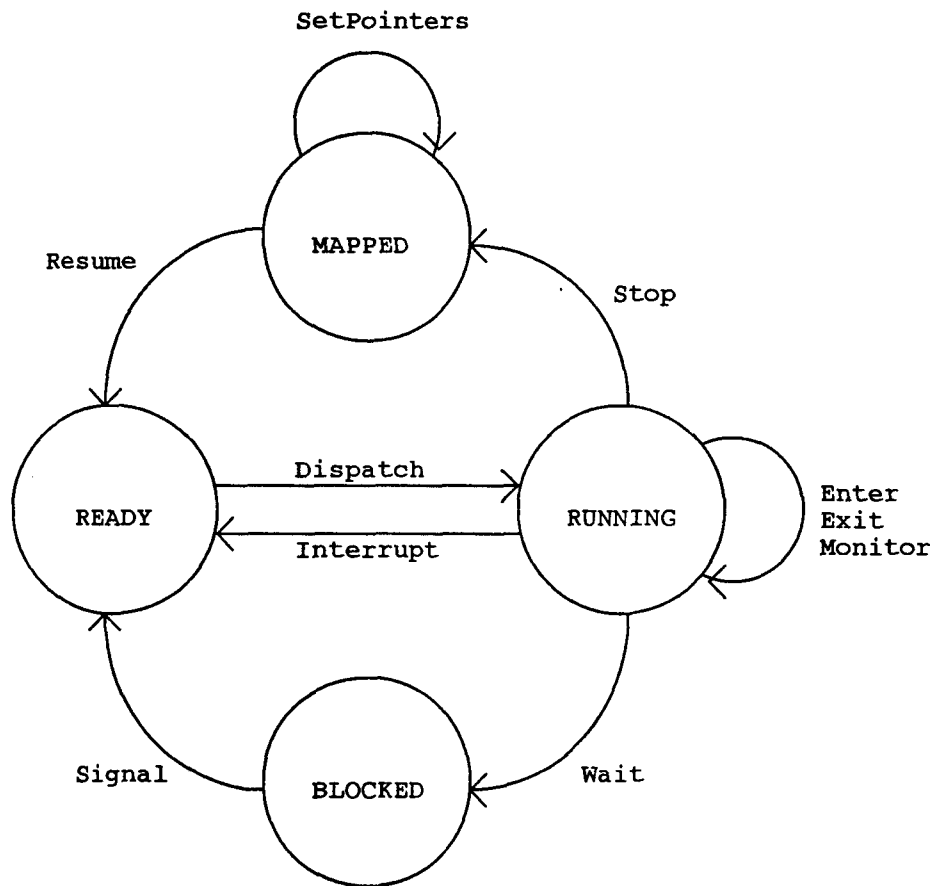 SetPointers
MAPPED
Resume
Stop
Dispatch
READY
RUNNING
Enter
Exit
Monitor
Interrupt
Signal
BLOCKED
Wait